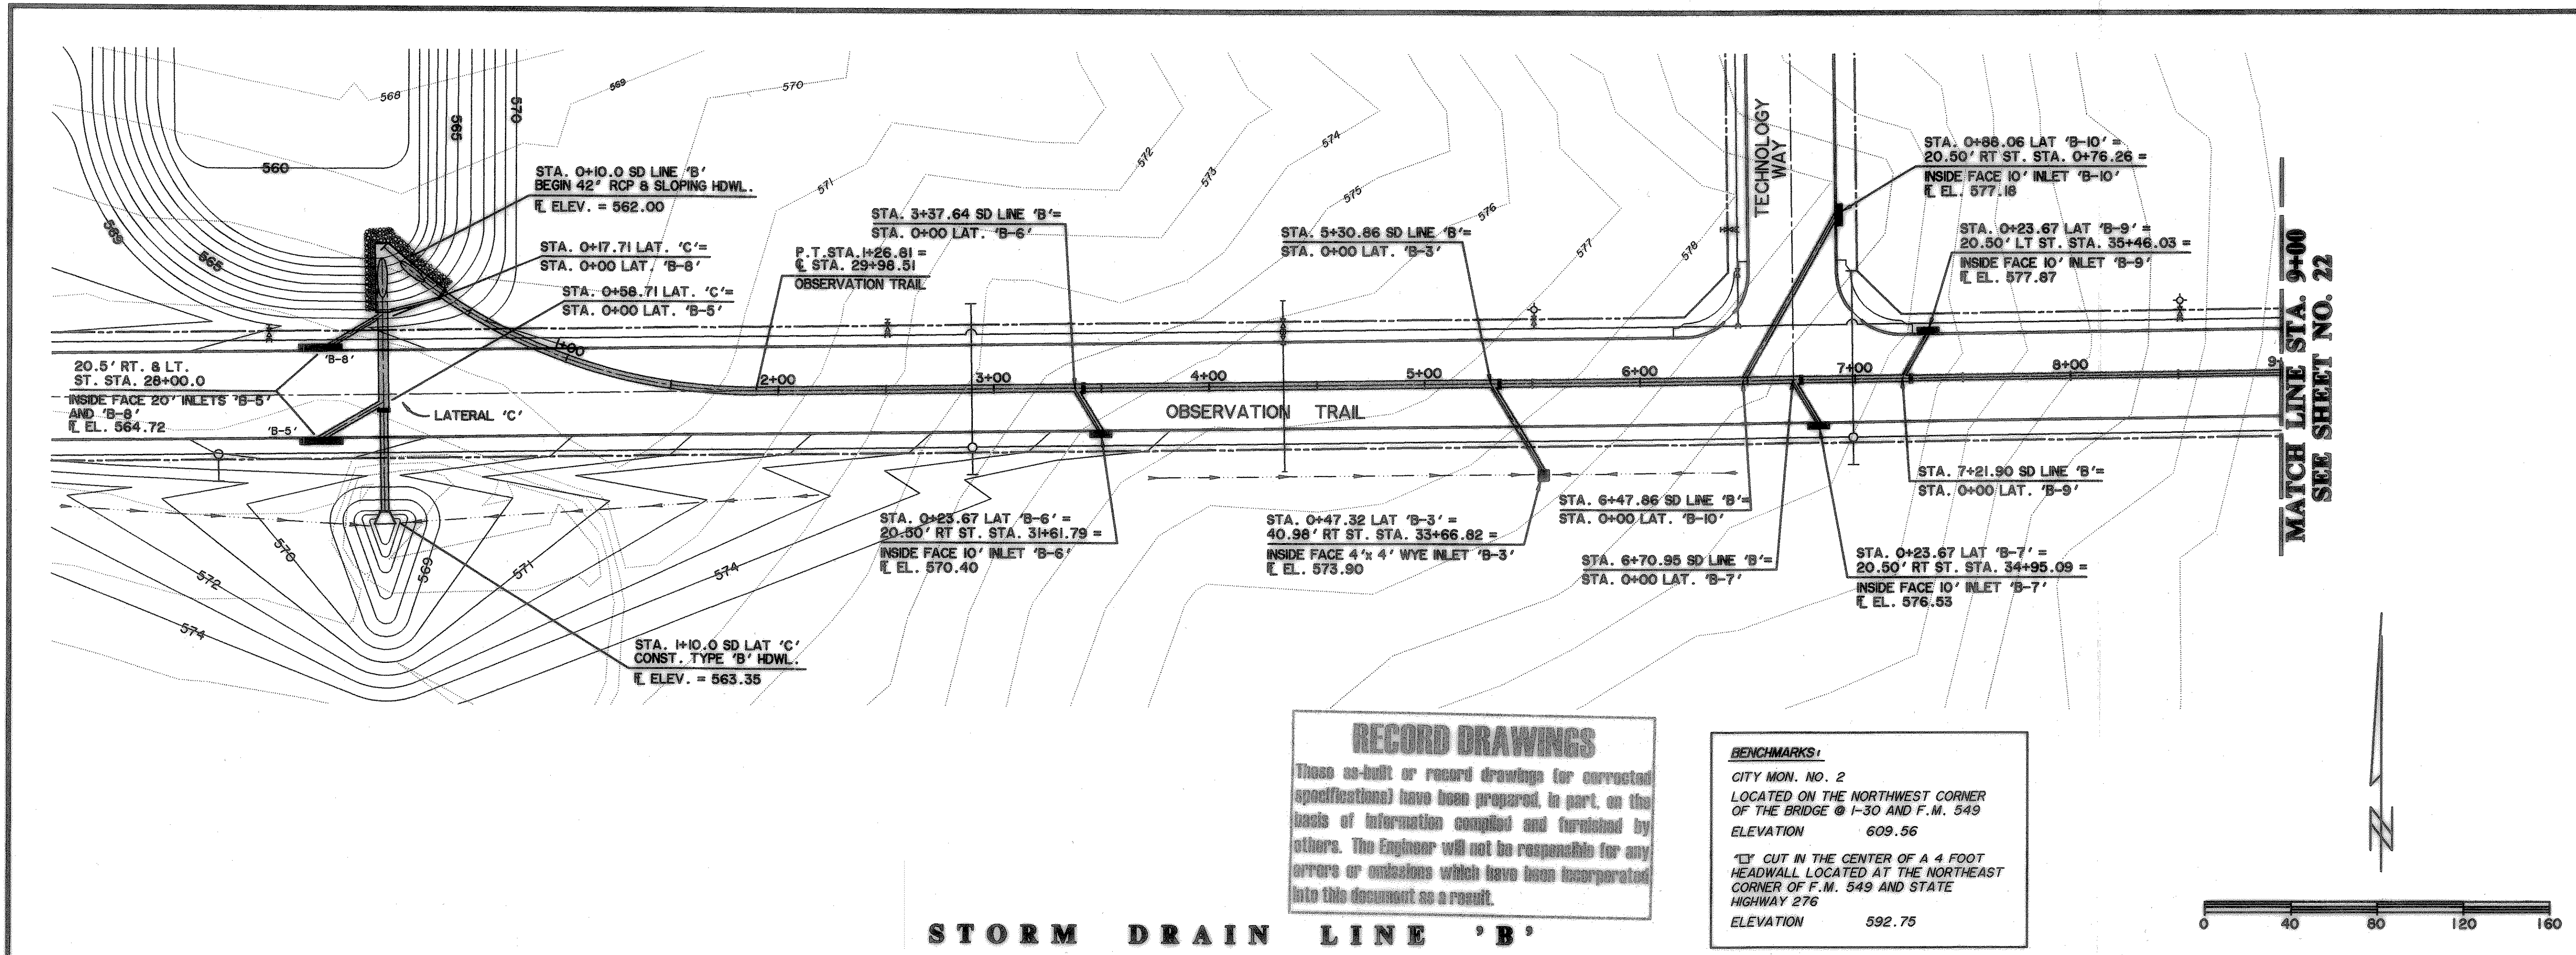 568
569
570
570
565
560
569
565
571
572
573
574
575
576
577
578
STA. 0+10.0 SD LINE 'B'
BEGIN 42" RCP & SLOPING HDWL.
℄ ELEV. = 562.00
STA. 0+17.71 LAT. 'C'=
STA. 0+00 LAT. 'B-8'
STA. 0+58.71 LAT. 'C'=
STA. 0+00 LAT. 'B-5'
P.T. STA. 1+26.81 =
℄ STA. 29+98.51
OBSERVATION TRAIL
STA. 3+37.64 SD LINE 'B'=
STA. 0+00 LAT. 'B-6'
STA. 5+30.86 SD LINE 'B'=
STA. 0+00 LAT. 'B-3'
TECHNOLOGY
WAY
STA. 0+88.06 LAT 'B-10' =
20.50' RT ST. STA. 0+76.26 =
INSIDE FACE 10' INLET 'B-10'
℄ EL. 577.18
STA. 0+23.67 LAT 'B-9' =
20.50' LT ST. STA. 35+46.03 =
INSIDE FACE 10' INLET 'B-9'
℄ EL. 577.87
20.5' RT. & LT.
ST. STA. 28+00.0
INSIDE FACE 20' INLETS 'B-5'
AND 'B-8'
℄ EL. 564.72
'B-8'
'B-5'
LATERAL 'C'
1+00
2+00
3+00
4+00
5+00
6+00
7+00
8+00
9+
OBSERVATION TRAIL
MATCH LINE STA. 9+00
SEE SHEET NO. 22
STA. 0+23.67 LAT 'B-6' =
20.50' RT ST. STA. 31+61.79 =
INSIDE FACE 10' INLET 'B-6'
℄ EL. 570.40
STA. 0+47.32 LAT 'B-3' =
40.98' RT ST. STA. 33+66.82 =
INSIDE FACE 4'x 4' WYE INLET 'B-3'
℄ EL. 573.90
STA. 6+47.86 SD LINE 'B'=
STA. 0+00 LAT. 'B-10'
STA. 6+70.95 SD LINE 'B'=
STA. 0+00 LAT. 'B-7'
STA. 7+21.90 SD LINE 'B'=
STA. 0+00 LAT. 'B-9'
STA. 0+23.67 LAT 'B-7' =
20.50' RT ST. STA. 34+95.09 =
INSIDE FACE 10' INLET 'B-7'
℄ EL. 576.53
570
572
574
569
571
574
STA. 1+10.0 SD LAT 'C'
CONST. TYPE 'B' HDWL.
℄ ELEV. = 563.35
RECORD DRAWINGS
These as-built or record drawings (or corrected
specifications) have been prepared, in part, on the
basis of information compiled and furnished by
others. The Engineer will not be responsible for any
errors or omissions which have been incorporated
into this document as a result.
BENCHMARKS:
CITY MON. NO. 2
LOCATED ON THE NORTHWEST CORNER
OF THE BRIDGE @ I-30 AND F.M. 549
ELEVATION 609.56
"□" CUT IN THE CENTER OF A 4 FOOT
HEADWALL LOCATED AT THE NORTHEAST
CORNER OF F.M. 549 AND STATE
HIGHWAY 276
ELEVATION 592.75
N
0 40 80 120 160
STORM DRAIN LINE 'B'